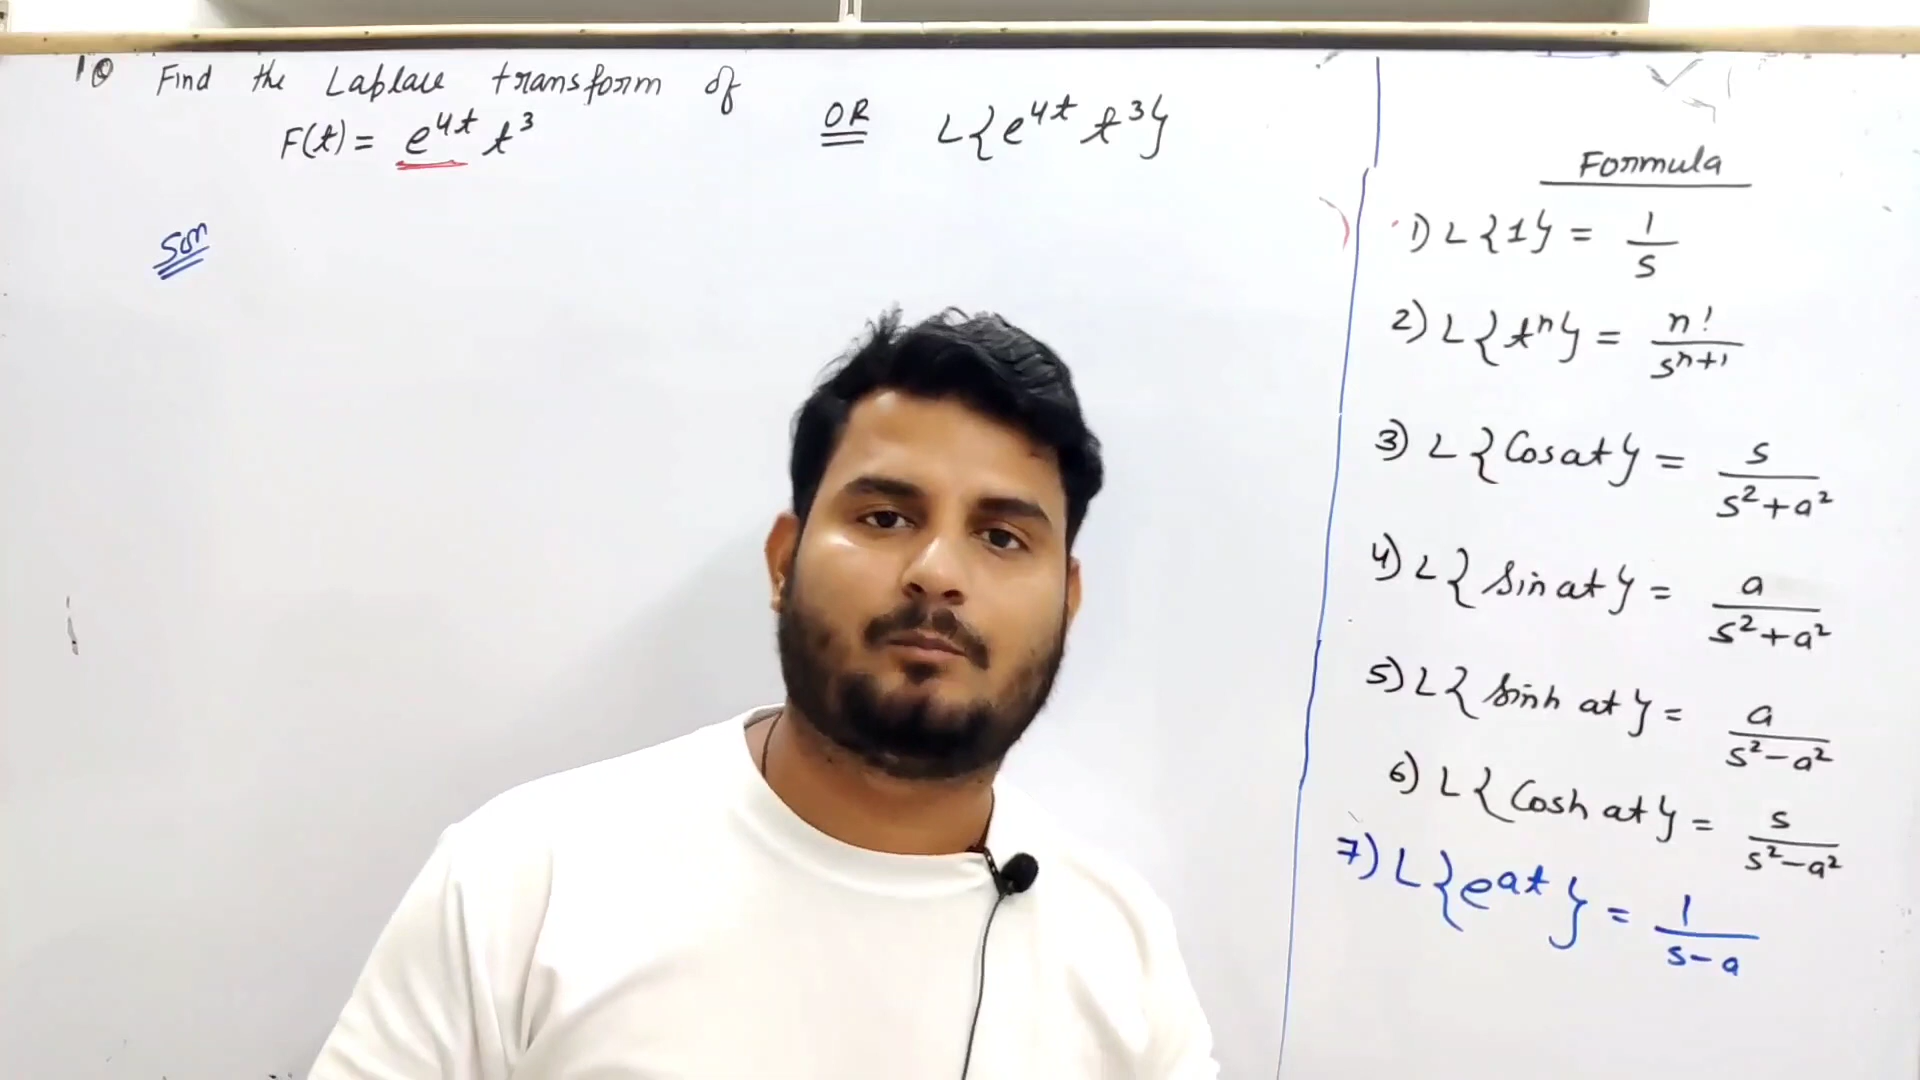 1Q Find the Laplace transform of
F(t) = e^{4t} t^3 OR L{e^{4t} t^3}
Soln
Formula
1) L{1} = 1/s
2) L{t^n} = n!/s^{n+1}
3) L{Cos at} = s/(s^2+a^2)
4) L{sin at} = a/(s^2+a^2)
5) L{sinh at} = a/(s^2-a^2)
6) L{Cosh at} = s/(s^2-a^2)
7) L{e^{at}} = 1/(s-a)